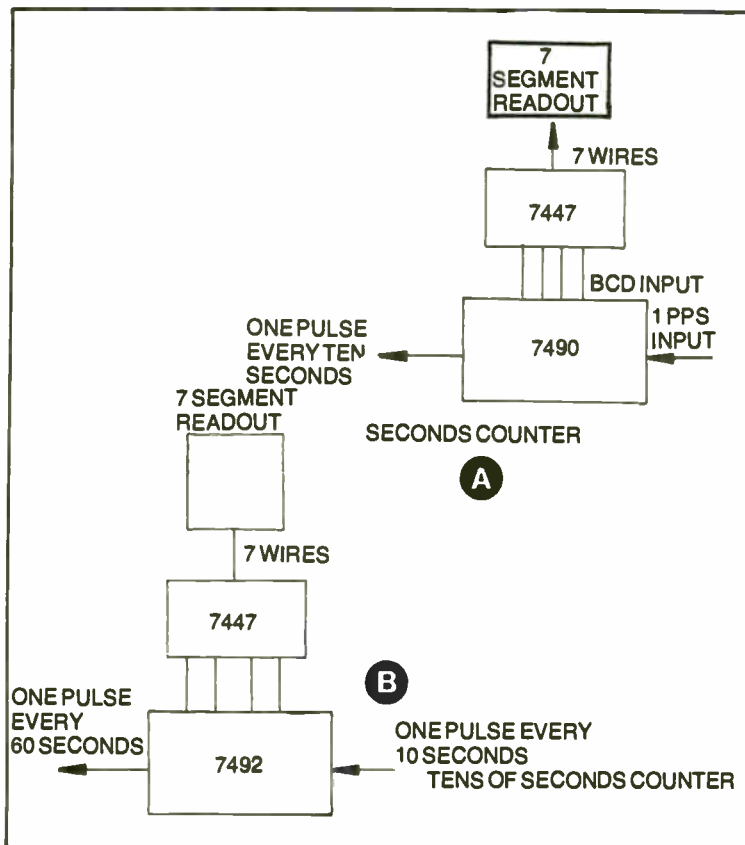 7
SEGMENT
READOUT
7 WIRES
7447
BCD INPUT
1 PPS
INPUT
7490
ONE PULSE
EVERY TEN
SECONDS
SECONDS COUNTER
A
7 SEGMENT
READOUT
7 WIRES
7447
B
ONE PULSE
EVERY
60 SECONDS
7492
ONE PULSE EVERY
10 SECONDS
TENS OF SECONDS COUNTER